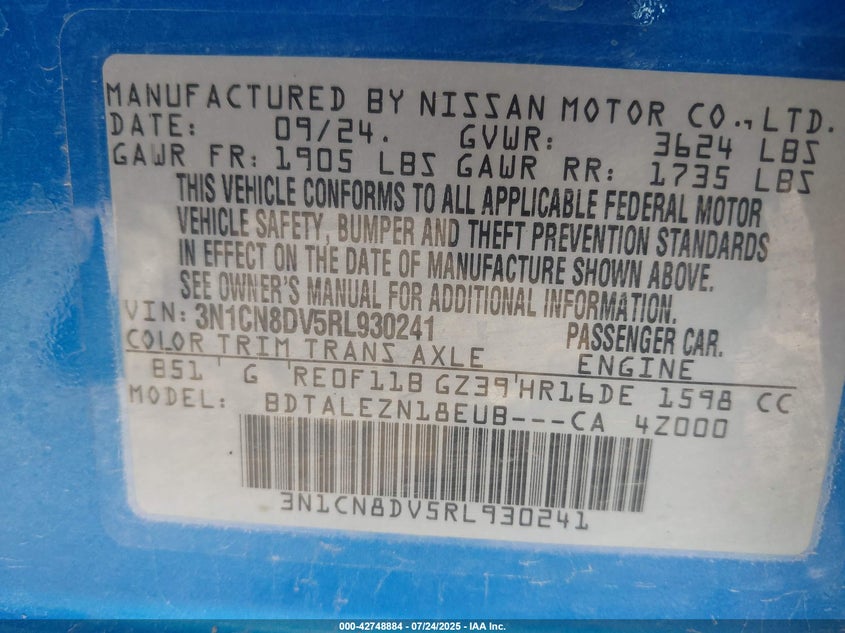 MANUFACTURED BY NISSAN MOTOR CO., LTD.
DATE: 09/24. GVWR: 3624 LBS
GAWR FR: 1905 LBS GAWR RR: 1735 LBS
THIS VEHICLE CONFORMS TO ALL APPLICABLE FEDERAL MOTOR
VEHICLE SAFETY, BUMPER AND THEFT PREVENTION STANDARDS
IN EFFECT ON THE DATE OF MANUFACTURE SHOWN ABOVE.
SEE OWNER'S MANUAL FOR ADDITIONAL INFORMATION.
VIN: 3N1CN8DV5RL930241 PASSENGER CAR.
COLOR TRIM TRANS AXLE ENGINE
B51 G RE0F11B GZ39 HR16DE 1598 CC
MODEL: BDTALEZN18EUB---CA 4Z000
3N1CN8DV5RL930241
000-42748884 / 07/24/2025 - IAA Inc.